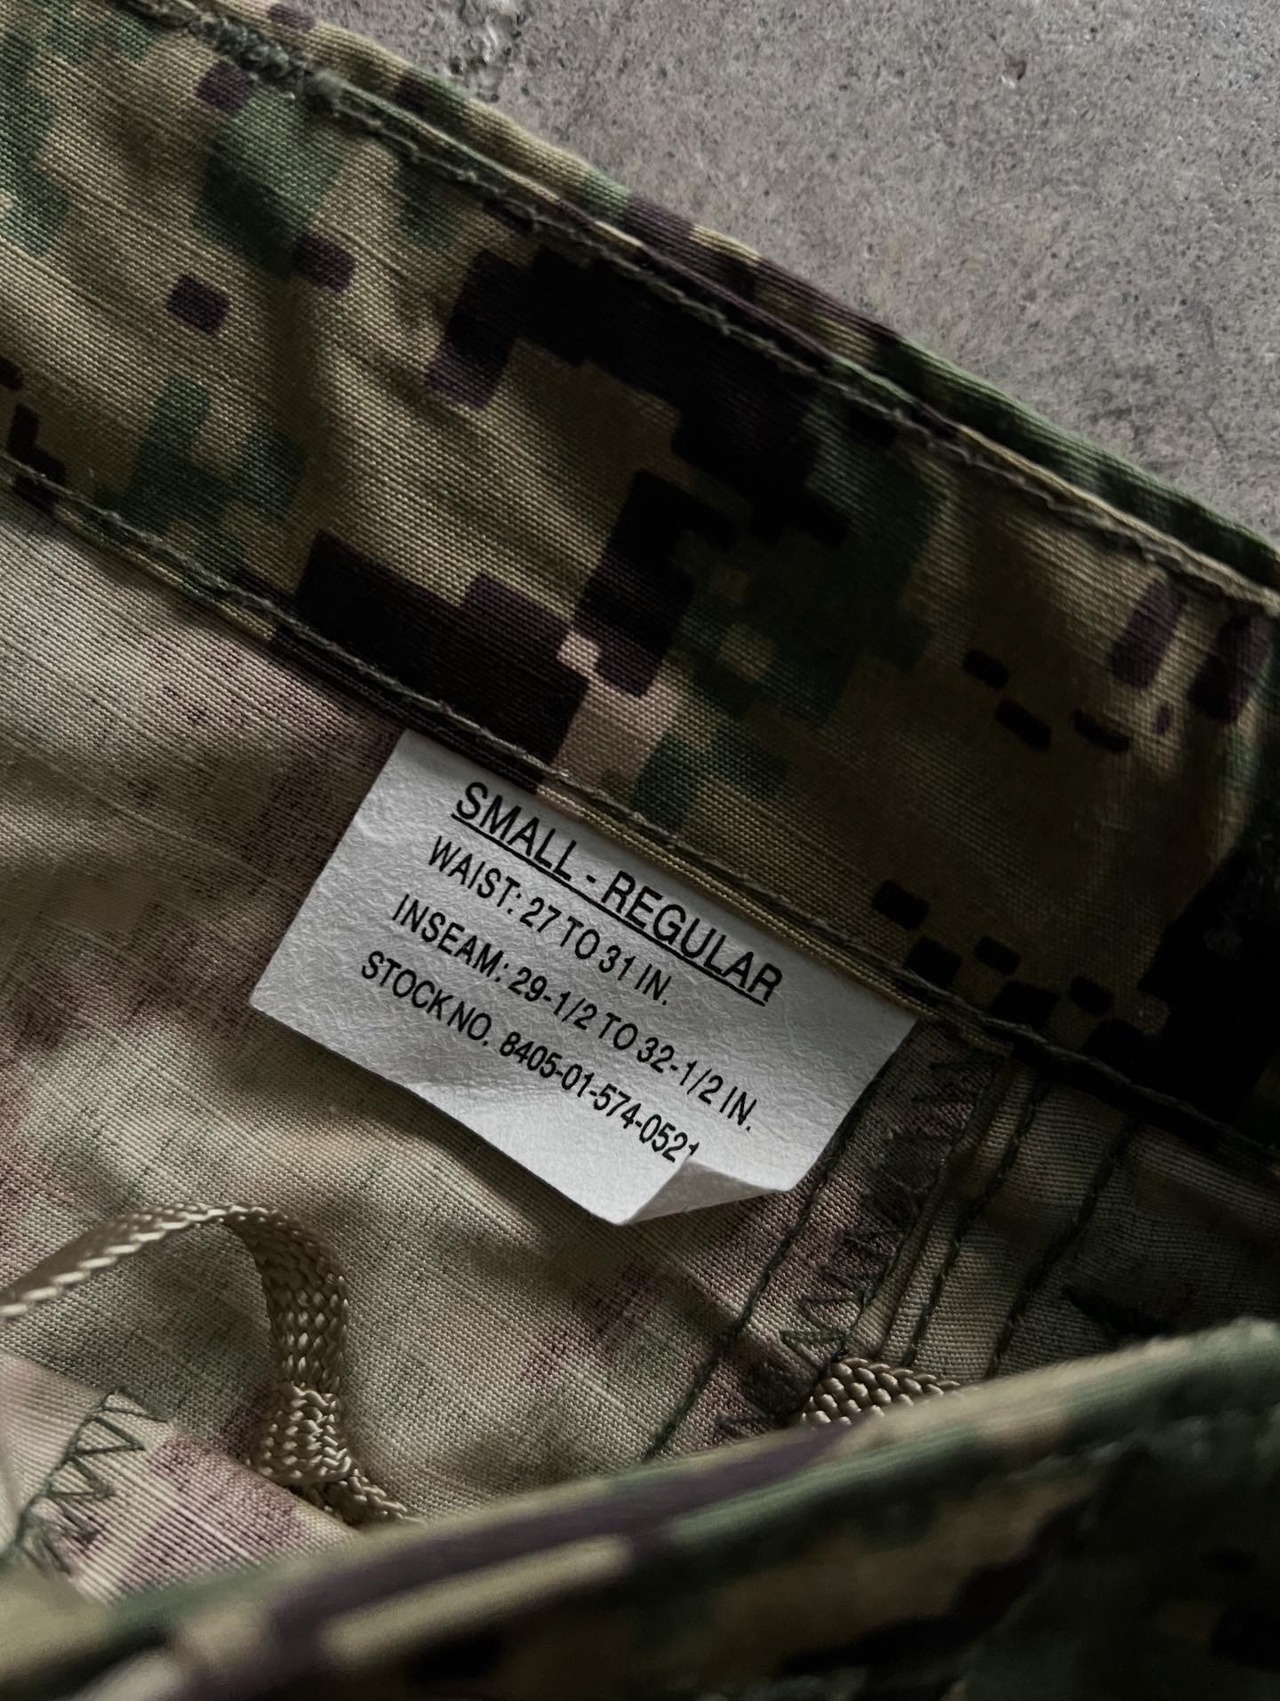 SMALL - REGULAR
WAIST: 27 TO 31 IN.
INSEAM: 29-1/2 TO 32-1/2 IN.
STOCK NO. 8405-01-574-0521